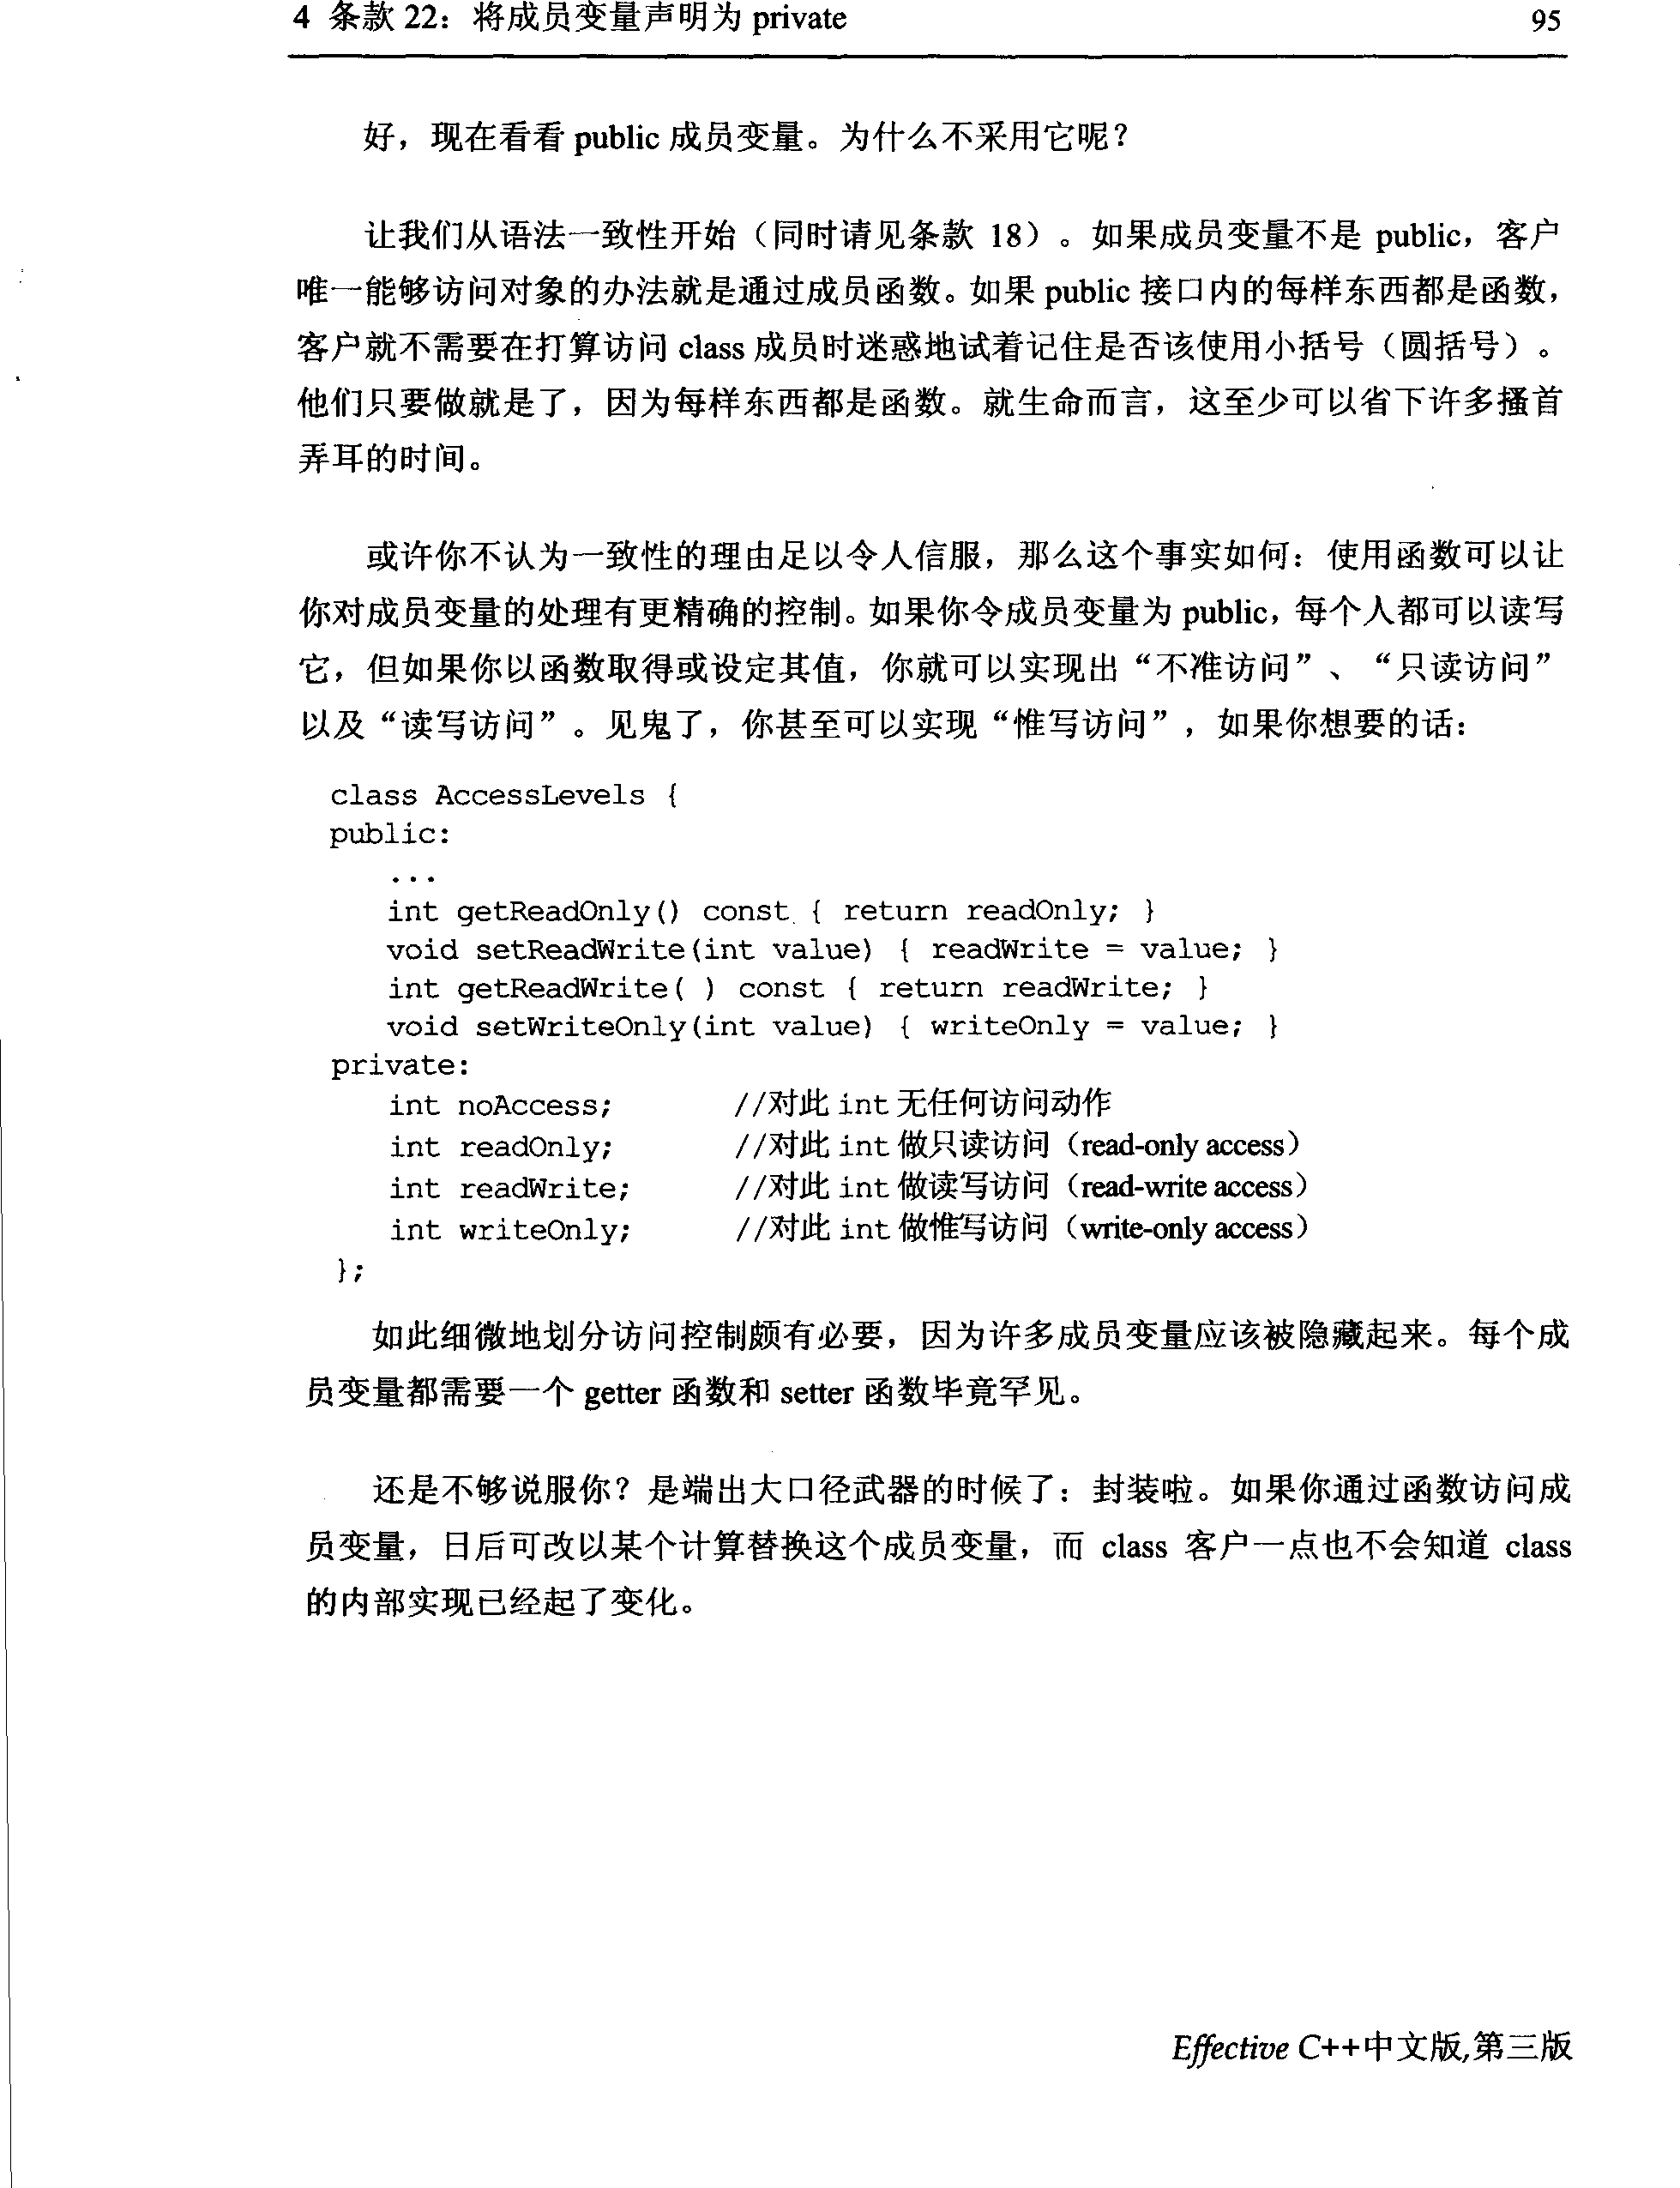 4 条款 22：将成员变量声明为 private 95
好，现在看看 public 成员变量。为什么不采用它呢？
让我们从语法一致性开始（同时请见条款 18）。如果成员变量不是 public，客户
唯一能够访问对象的办法就是通过成员函数。如果 public 接口内的每样东西都是函数，
客户就不需要在打算访问 class 成员时迷惑地试着记住是否该使用小括号（圆括号）。
他们只要做就是了，因为每样东西都是函数。就生命而言，这至少可以省下许多搔首
弄耳的时间。
或许你不认为一致性的理由足以令人信服，那么这个事实如何：使用函数可以让
你对成员变量的处理有更精确的控制。如果你令成员变量为 public，每个人都可以读写
它，但如果你以函数取得或设定其值，你就可以实现出“不准访问”、“只读访问”
以及“读写访问”。见鬼了，你甚至可以实现“惟写访问”，如果你想要的话：
class AccessLevels {
public:
...
int getReadOnly() const { return readOnly; }
void setReadWrite(int value) { readWrite = value; }
int getReadWrite( ) const { return readWrite; }
void setWriteOnly(int value) { writeOnly = value; }
private:
int noAccess; //对此 int 无任何访问动作
int readOnly; //对此 int 做只读访问（read-only access）
int readWrite; //对此 int 做读写访问（read-write access）
int writeOnly; //对此 int 做惟写访问（write-only access）
};
如此细微地划分访问控制颇有必要，因为许多成员变量应该被隐藏起来。每个成
员变量都需要一个 getter 函数和 setter 函数毕竟罕见。
还是不够说服你？是端出大口径武器的时候了：封装啦。如果你通过函数访问成
员变量，日后可改以某个计算替换这个成员变量，而 class 客户一点也不会知道 class
的内部实现已经起了变化。
Effective C++中文版,第三版